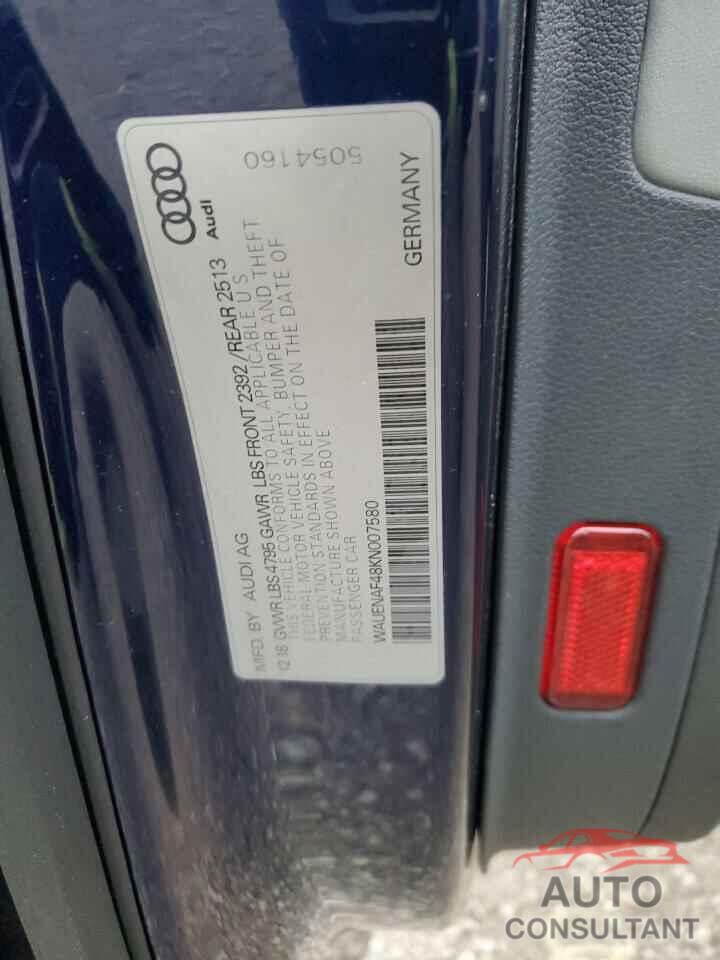 Audi
5054160
MFD. BY AUDI AG
12.18 GVWR LBS 4795 GAWR LBS FRONT 2392 / REAR 2513
THIS VEHICLE CONFORMS TO ALL APPLICABLE U S
FEDERAL MOTOR VEHICLE SAFETY, BUMPER AND THEFT
PREVENTION STANDARDS IN EFFECT ON THE DATE OF
MANUFACTURE SHOWN ABOVE
PASSENGER CAR
WAUENAF48KN007580
GERMANY
AUTO
CONSULTANT